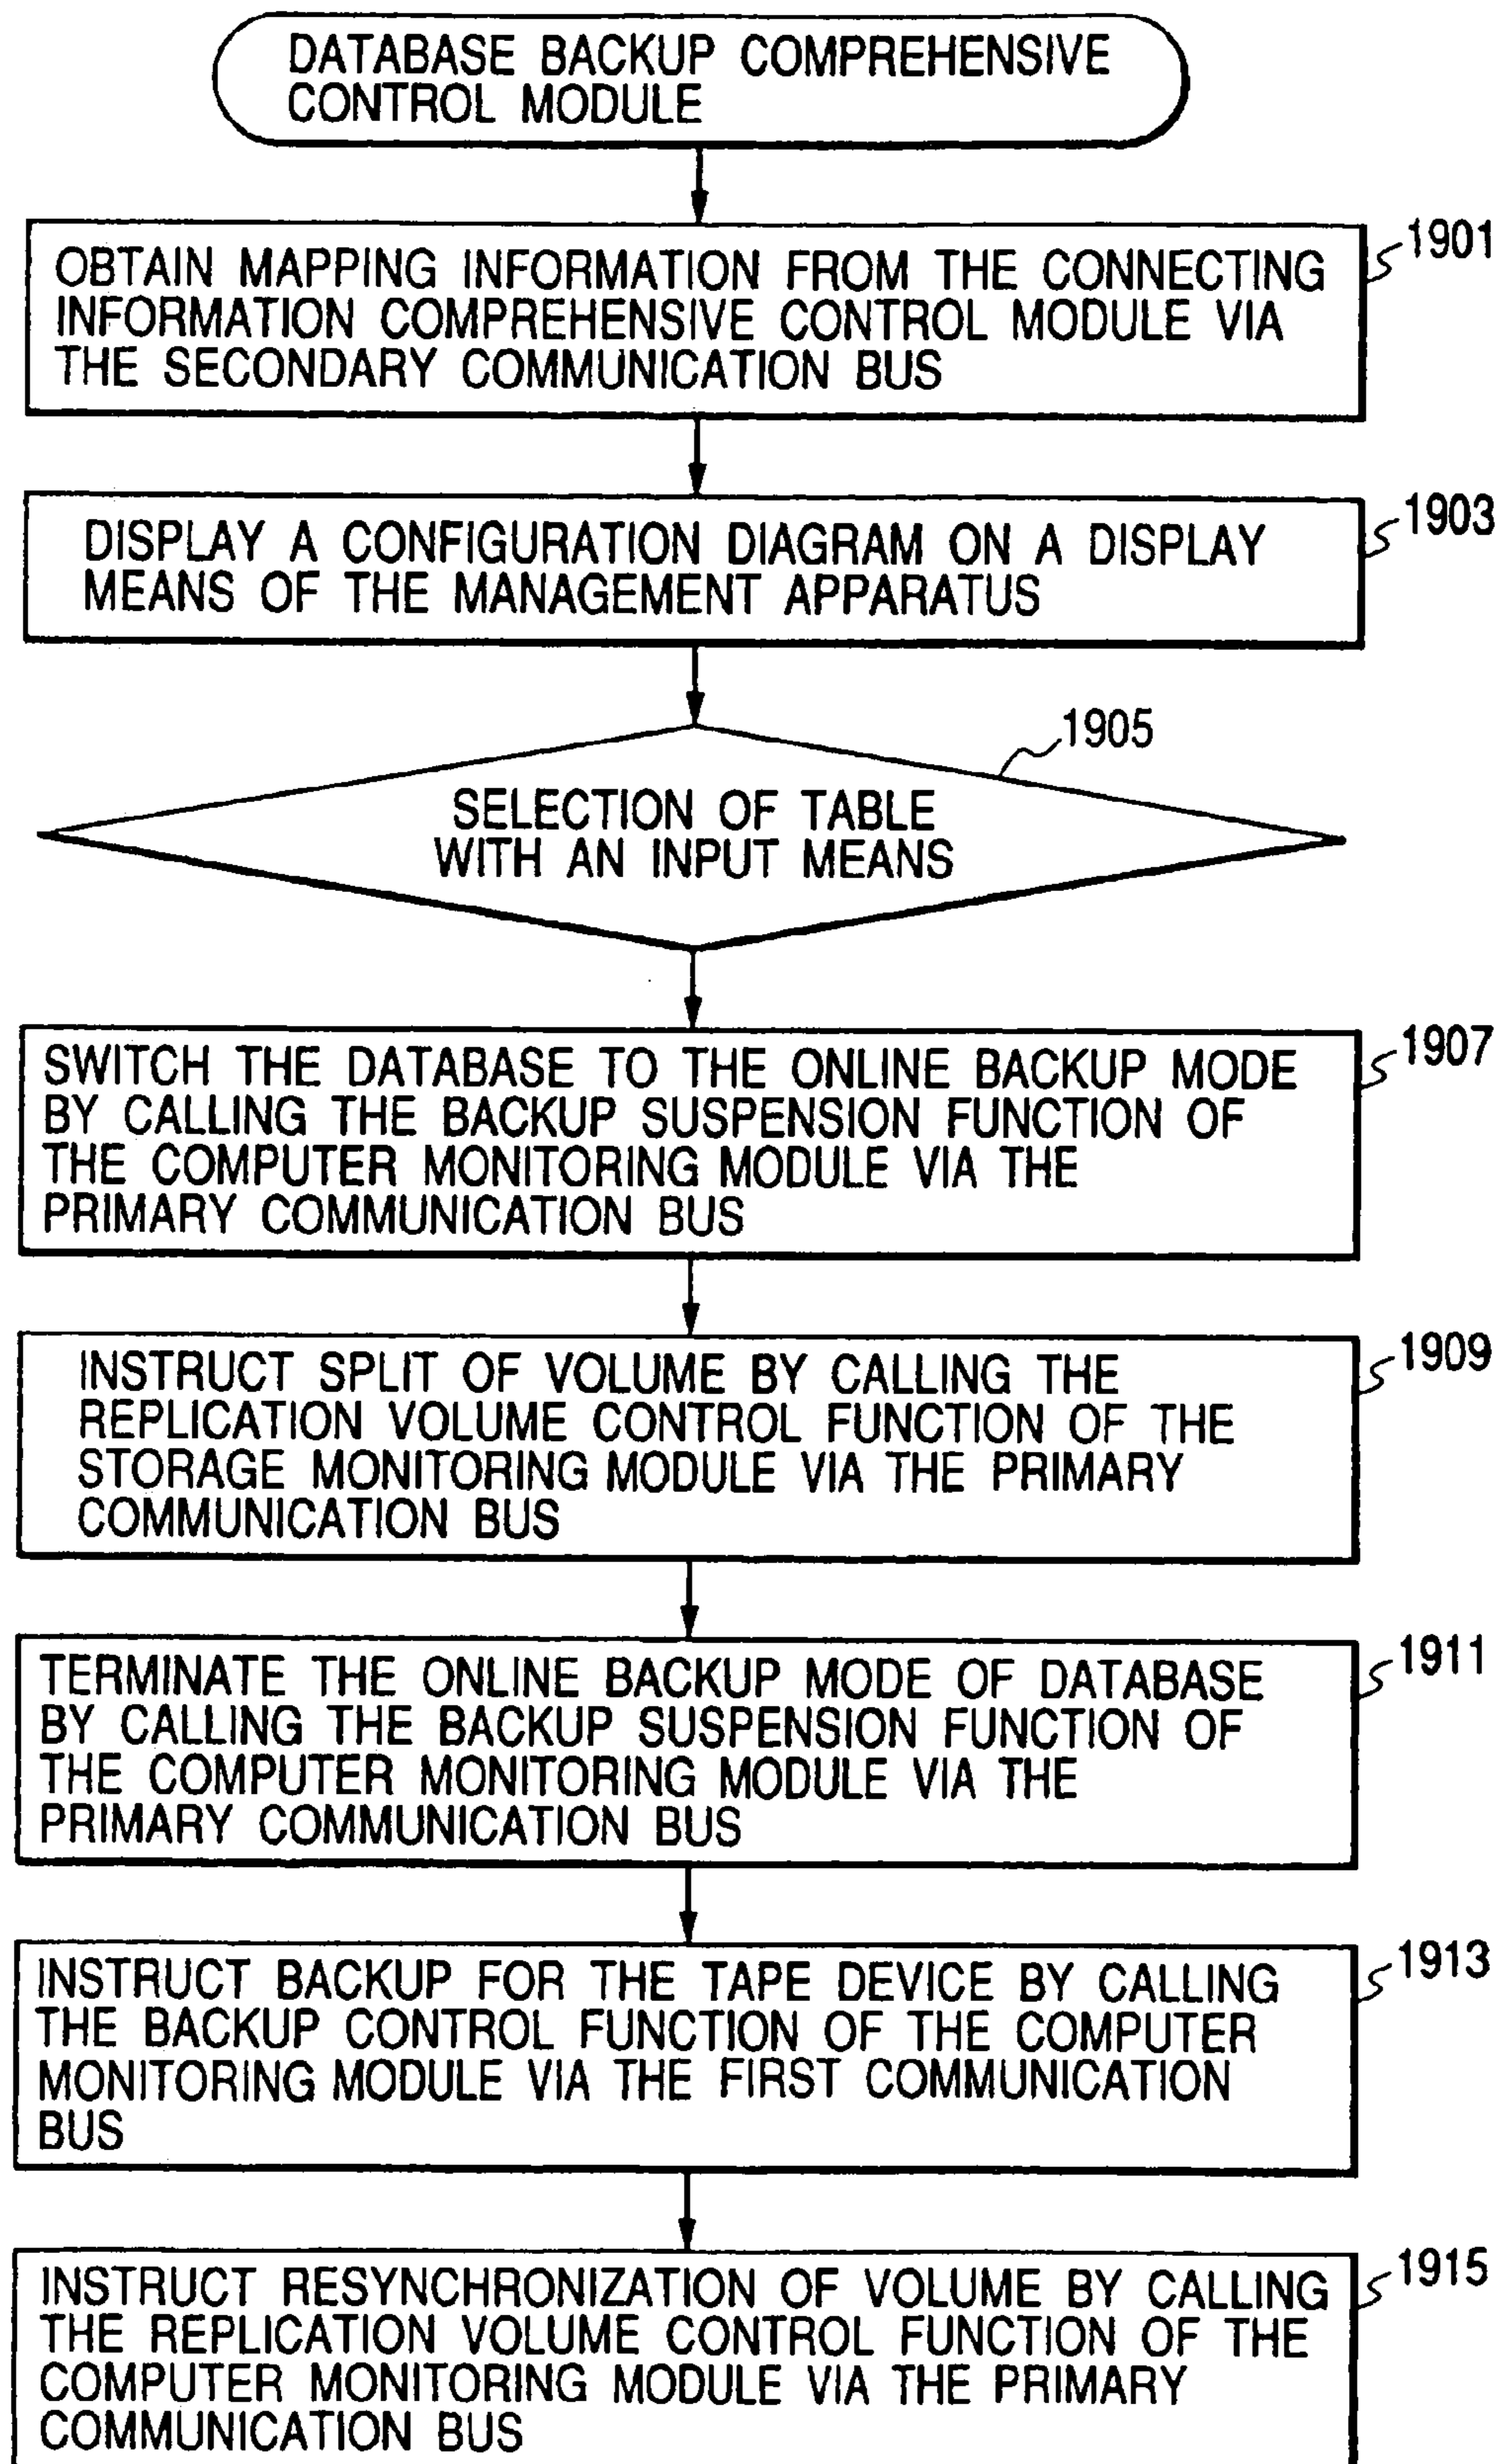 DATABASE BACKUP COMPREHENSIVE
CONTROL MODULE
1901
OBTAIN MAPPING INFORMATION FROM THE CONNECTING
INFORMATION COMPREHENSIVE CONTROL MODULE VIA
THE SECONDARY COMMUNICATION BUS
1903
DISPLAY A CONFIGURATION DIAGRAM ON A DISPLAY
MEANS OF THE MANAGEMENT APPARATUS
1905
SELECTION OF TABLE
WITH AN INPUT MEANS
1907
SWITCH THE DATABASE TO THE ONLINE BACKUP MODE
BY CALLING THE BACKUP SUSPENSION FUNCTION OF
THE COMPUTER MONITORING MODULE VIA THE
PRIMARY COMMUNICATION BUS
1909
INSTRUCT SPLIT OF VOLUME BY CALLING THE
REPLICATION VOLUME CONTROL FUNCTION OF THE
STORAGE MONITORING MODULE VIA THE PRIMARY
COMMUNICATION BUS
1911
TERMINATE THE ONLINE BACKUP MODE OF DATABASE
BY CALLING THE BACKUP SUSPENSION FUNCTION OF
THE COMPUTER MONITORING MODULE VIA THE
PRIMARY COMMUNICATION BUS
1913
INSTRUCT BACKUP FOR THE TAPE DEVICE BY CALLING
THE BACKUP CONTROL FUNCTION OF THE COMPUTER
MONITORING MODULE VIA THE FIRST COMMUNICATION
BUS
1915
INSTRUCT RESYNCHRONIZATION OF VOLUME BY CALLING
THE REPLICATION VOLUME CONTROL FUNCTION OF THE
COMPUTER MONITORING MODULE VIA THE PRIMARY
COMMUNICATION BUS